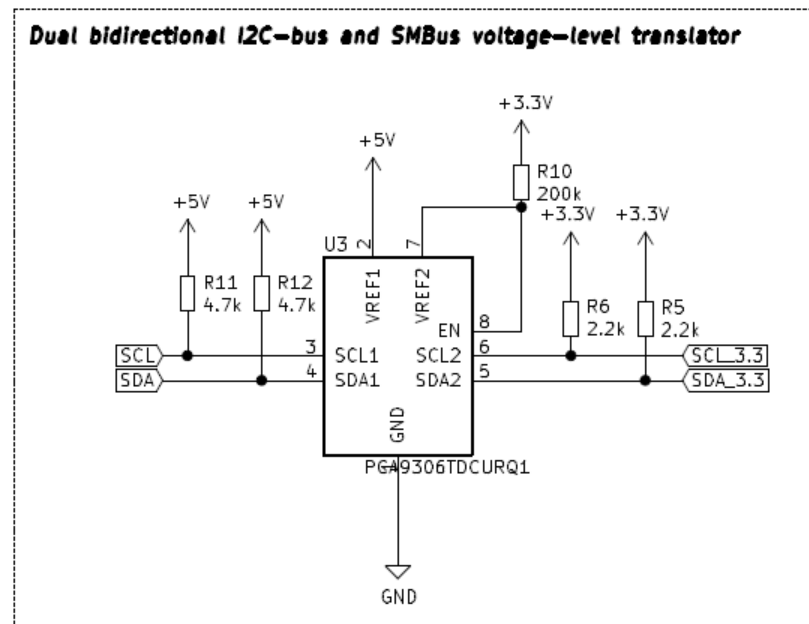 Dual bidirectional I2C-bus and SMBus voltage-level translator
+3.3V
+5V
R10
200k
+5V
+5V
+3.3V
+3.3V
U3
2
7
R11
4.7k
R12
4.7k
VREF1
VREF2
R6
2.2k
R5
2.2k
EN
8
SCL
3
SCL1
SCL2
6
SCL_3.3
SDA
4
SDA1
SDA2
5
SDA_3.3
GND
PCA9306TDCURQ1
GND